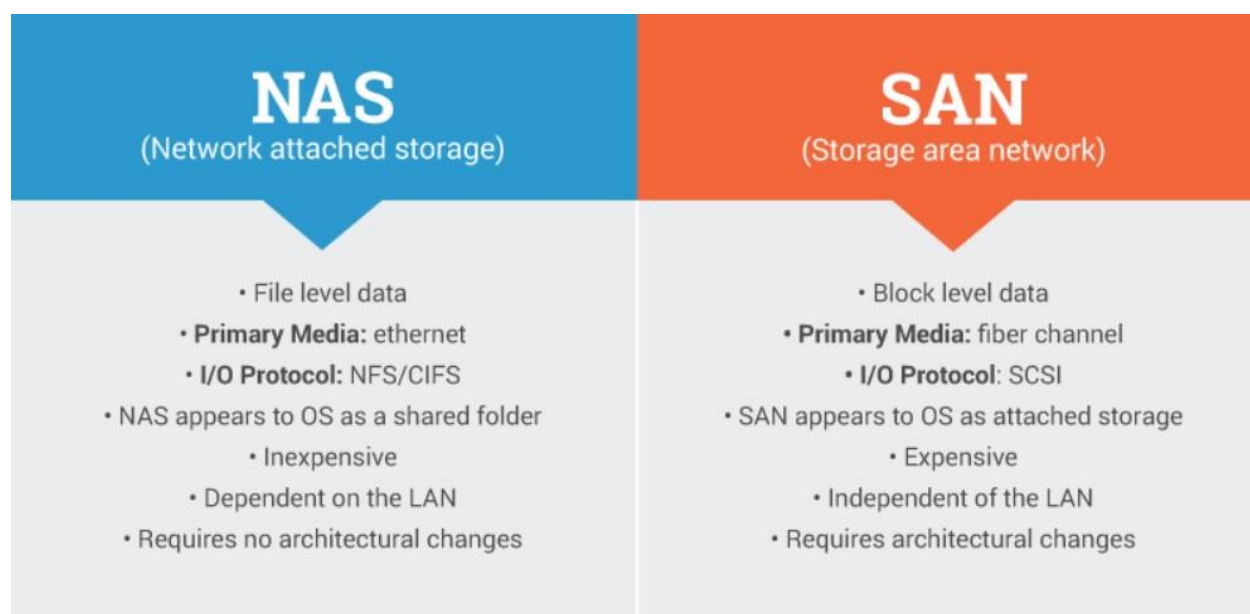 NAS
(Network attached storage)
• File level data
• Primary Media: ethernet
• I/O Protocol: NFS/CIFS
• NAS appears to OS as a shared folder
• Inexpensive
• Dependent on the LAN
• Requires no architectural changes
SAN
(Storage area network)
• Block level data
• Primary Media: fiber channel
• I/O Protocol: SCSI
• SAN appears to OS as attached storage
• Expensive
• Independent of the LAN
• Requires architectural changes